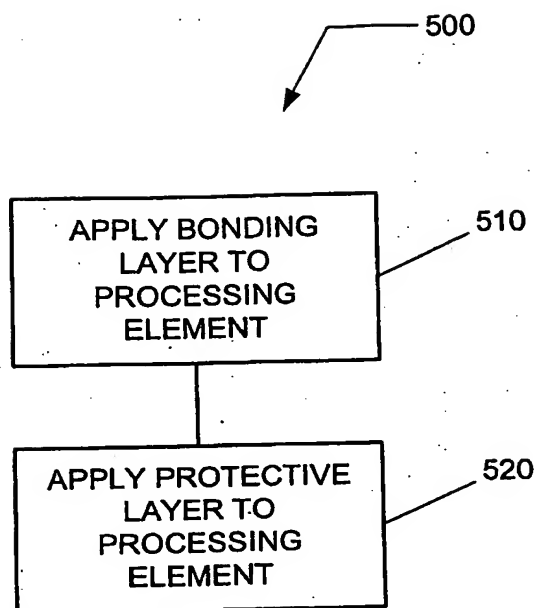 500
APPLY BONDING
LAYER TO
PROCESSING
ELEMENT
510
APPLY PROTECTIVE
LAYER TO
PROCESSING
ELEMENT
520